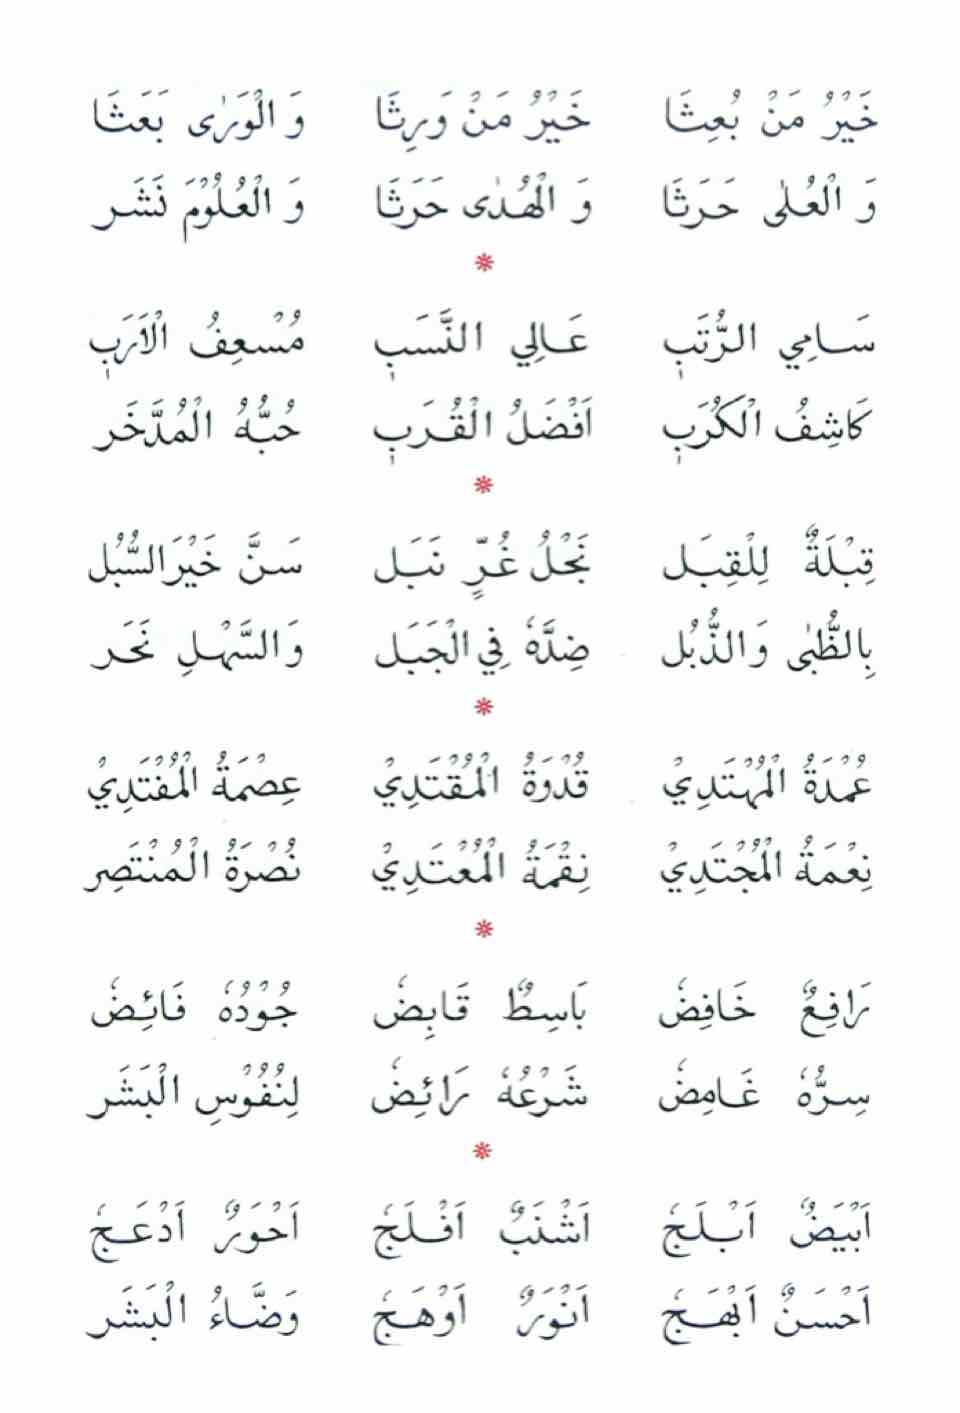 خَيْرُ مَنْ بُعِثَا خَيْرُ مَنْ وَرِثَا وَ الْوَرٰى بَعَثَا
وَ الْعُلٰى حَرَثَا وَ الْهُدٰى حَرَثَا وَ الْعُلُوْمَ نَشَر
سَامِي الرُّتَبِ عَالِي النَّسَبِ مُسْعِفُ الْاَرَبِ
كَاشِفُ الْكُرَبِ اَفْضَلُ الْقُرَبِ حُبُّهُ الْمُدَّخَر
قِبْلَةٌ لِلْقِبَل نَجْلُ غُرٍّ نَبَل سَنَّ خَيْرَ السُّبُل
بِالظُّبٰى وَالذُّبُل ضِدَّهٗ فِي الْجَبَل وَالسَّهْلِ نَحَر
عُمْدَةُ الْمُهْتَدِيْ قُدْوَةُ الْمُقْتَدِيْ عِصْمَةُ الْمُفْتَدِيْ
نِعْمَةُ الْمُجْتَدِيْ نِقْمَةُ الْمُعْتَدِيْ نُصْرَةُ الْمُنْتَصِر
رَافِعٌ خَافِضٗ بَاسِطٌ قَابِضٗ جُوْدُهٗ فَائِضٗ
سِرُّهٗ غَامِضٗ شَرْعُهٗ رَائِضٗ لِنُفُوْسِ الْبَشَر
اَبْيَضٌ اَبْلَجٗ اَشْنَبٌ اَفْلَجٗ اَحْوَرٌ اَدْعَجٗ
اَحْسَنٌ اَبْهَجٗ اَنْوَرٌ اَوْهَجٗ وَضَّاءُ الْبَشَر